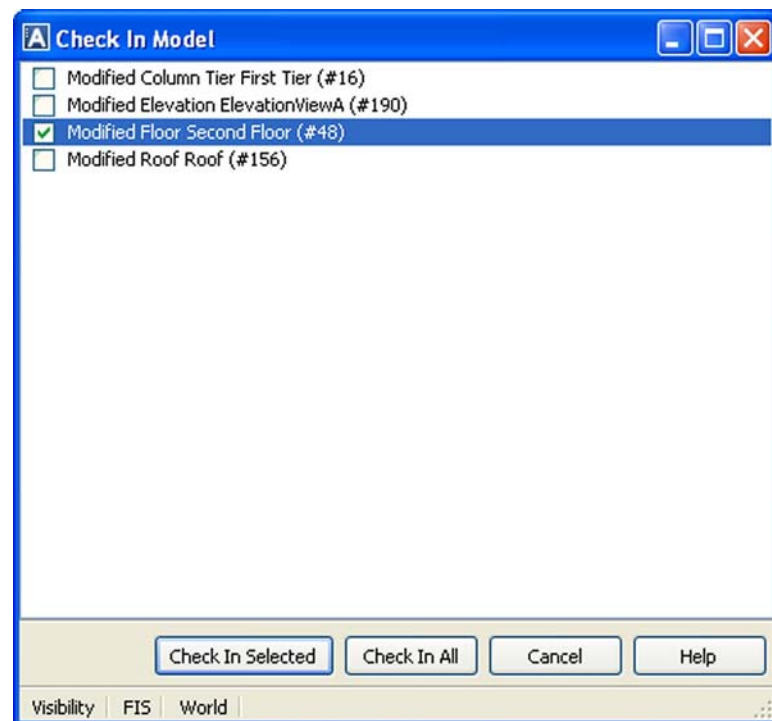 Check In Model
Modified Column Tier First Tier (#16)
Modified Elevation ElevationViewA (#190)
Modified Floor Second Floor (#48)
Modified Roof Roof (#156)
Check In Selected Check In All Cancel Help
Visibility FIS World